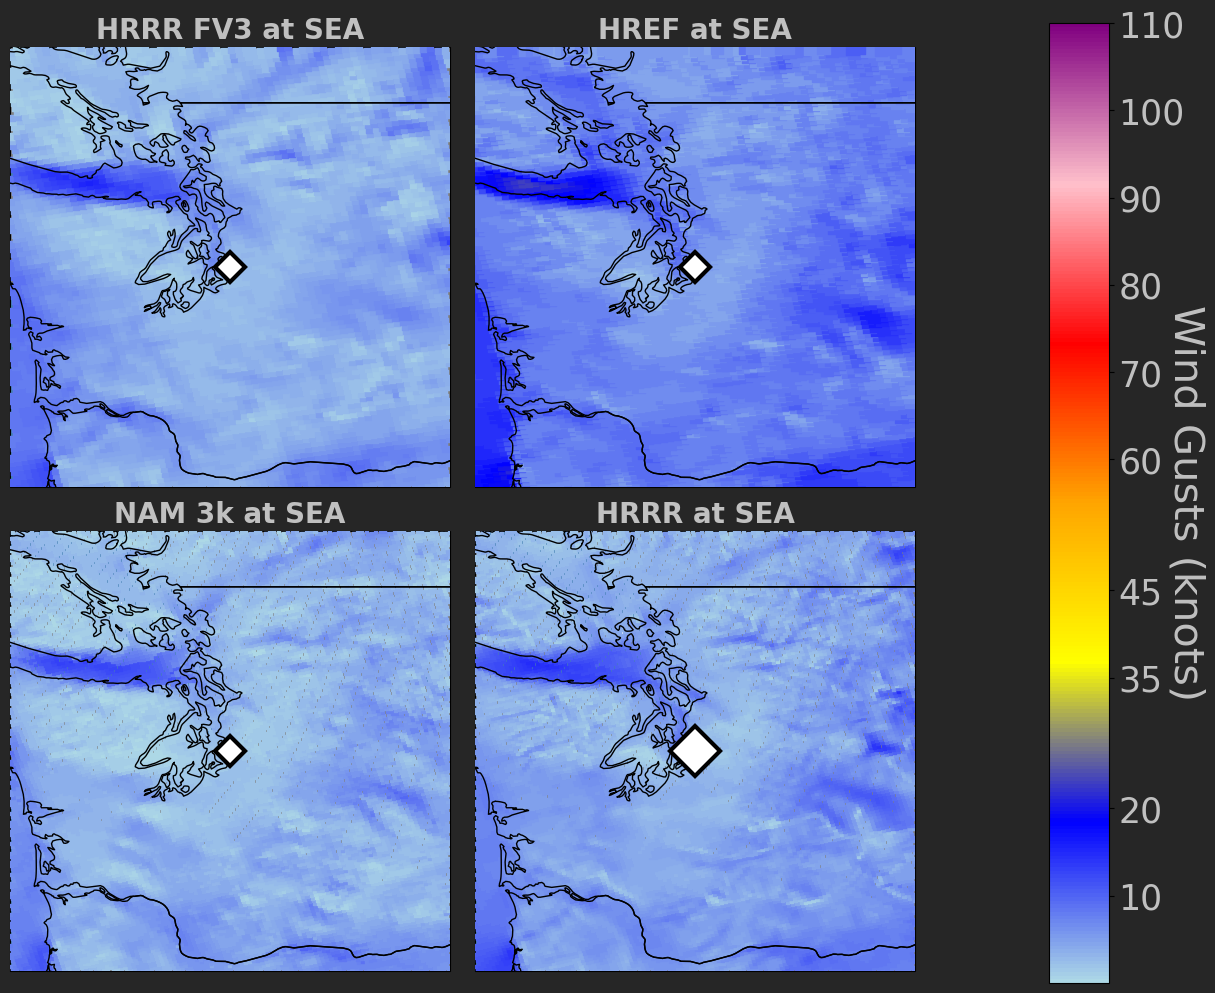 HRRR FV3 at SEA
HREF at SEA
NAM 3k at SEA
HRRR at SEA
110
100
90
80
70
60
45
35
20
10
Wind Gusts (knots)